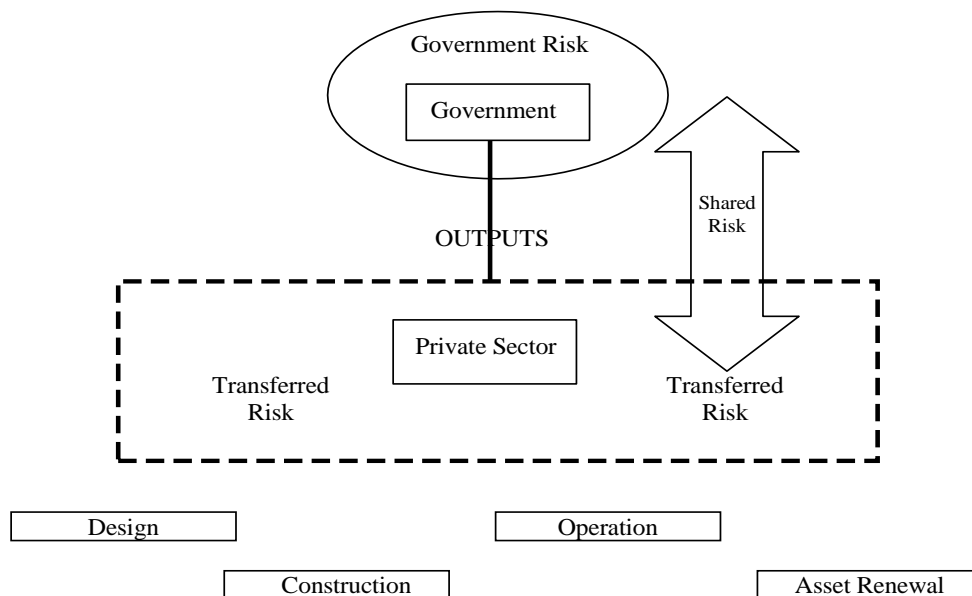 Government Risk
Government
Shared
Risk
OUTPUTS
Private Sector
Transferred
Risk
Transferred
Risk
Design
Operation
Construction
Asset Renewal